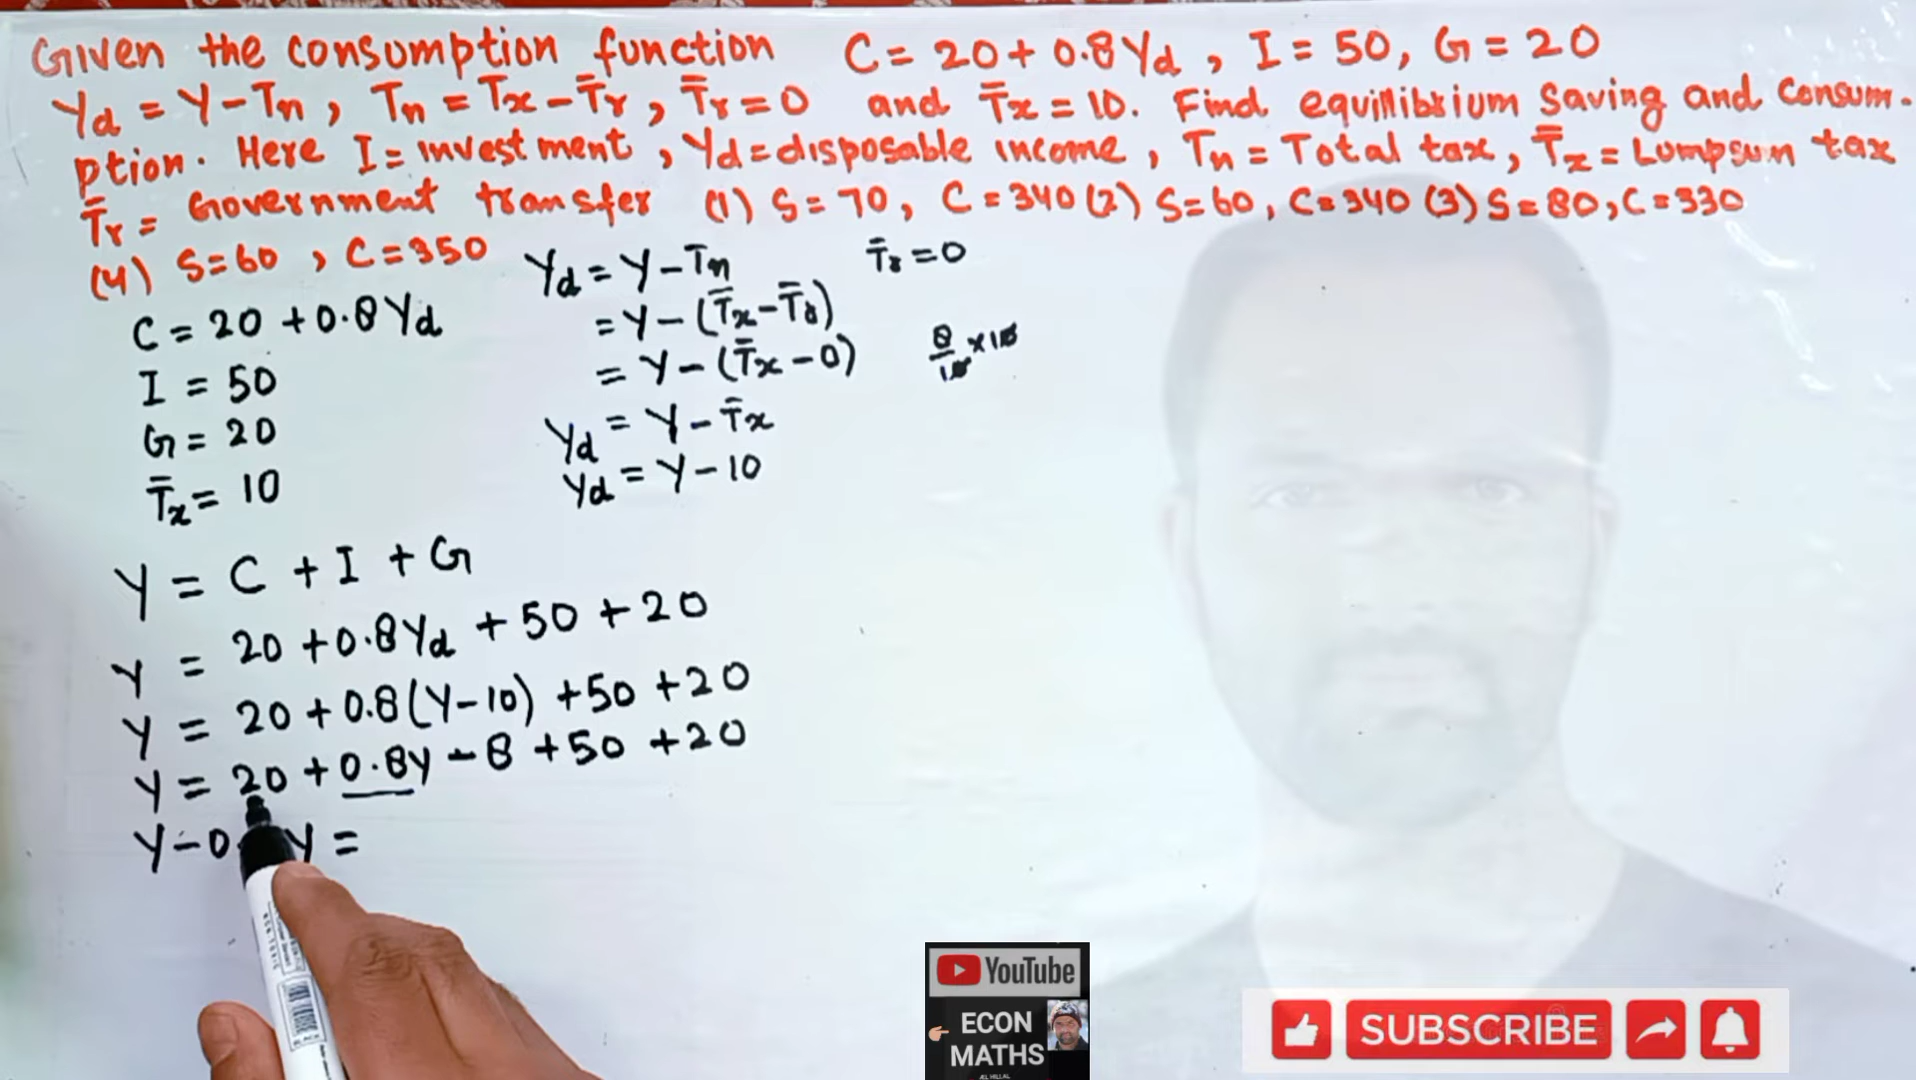 Given the consumption function C = 20 + 0.8Yd, I = 50, G = 20
Yd = Y - Tn, Tn = T̄x - T̄r, T̄r = 0 and T̄x = 10. Find equilibrium saving and consum-
ption. Here I = investment, Yd = disposable income, Tn = Total tax, T̄x = Lumpsum tax
T̄r = Government transfer (1) S = 70, C = 340 (2) S = 60, C = 340 (3) S = 80, C = 330
(4) S = 60, C = 350
C = 20 + 0.8Yd
I = 50
G = 20
T̄x = 10
Yd = Y - Tn
= Y - (T̄x - T̄r)
= Y - (T̄x - 0)
Yd = Y - T̄x
Yd = Y - 10
T̄r = 0
8/10 × 10
Y = C + I + G
Y = 20 + 0.8Yd + 50 + 20
Y = 20 + 0.8(Y - 10) + 50 + 20
Y = 20 + 0.8Y - 8 + 50 + 20
Y - 0 Y =
YouTube
ECON
MATHS
SUBSCRIBE